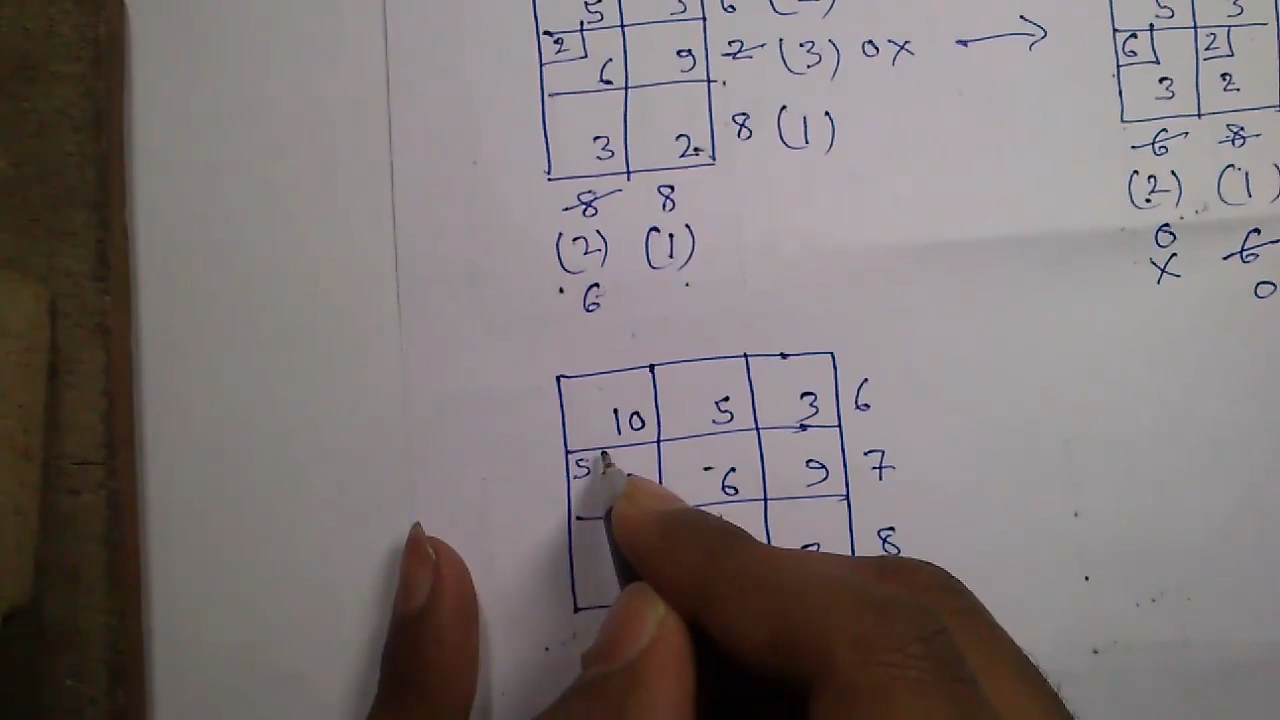 5 3 6
2 6 9 2 (3) 0X →
3 2 8 (1)
8 8
(2) (1)
6
5 3
6 2
3 2
6 8
(2) (1)
0 6
X 0
10 5 3 6
5 6 9 7
8